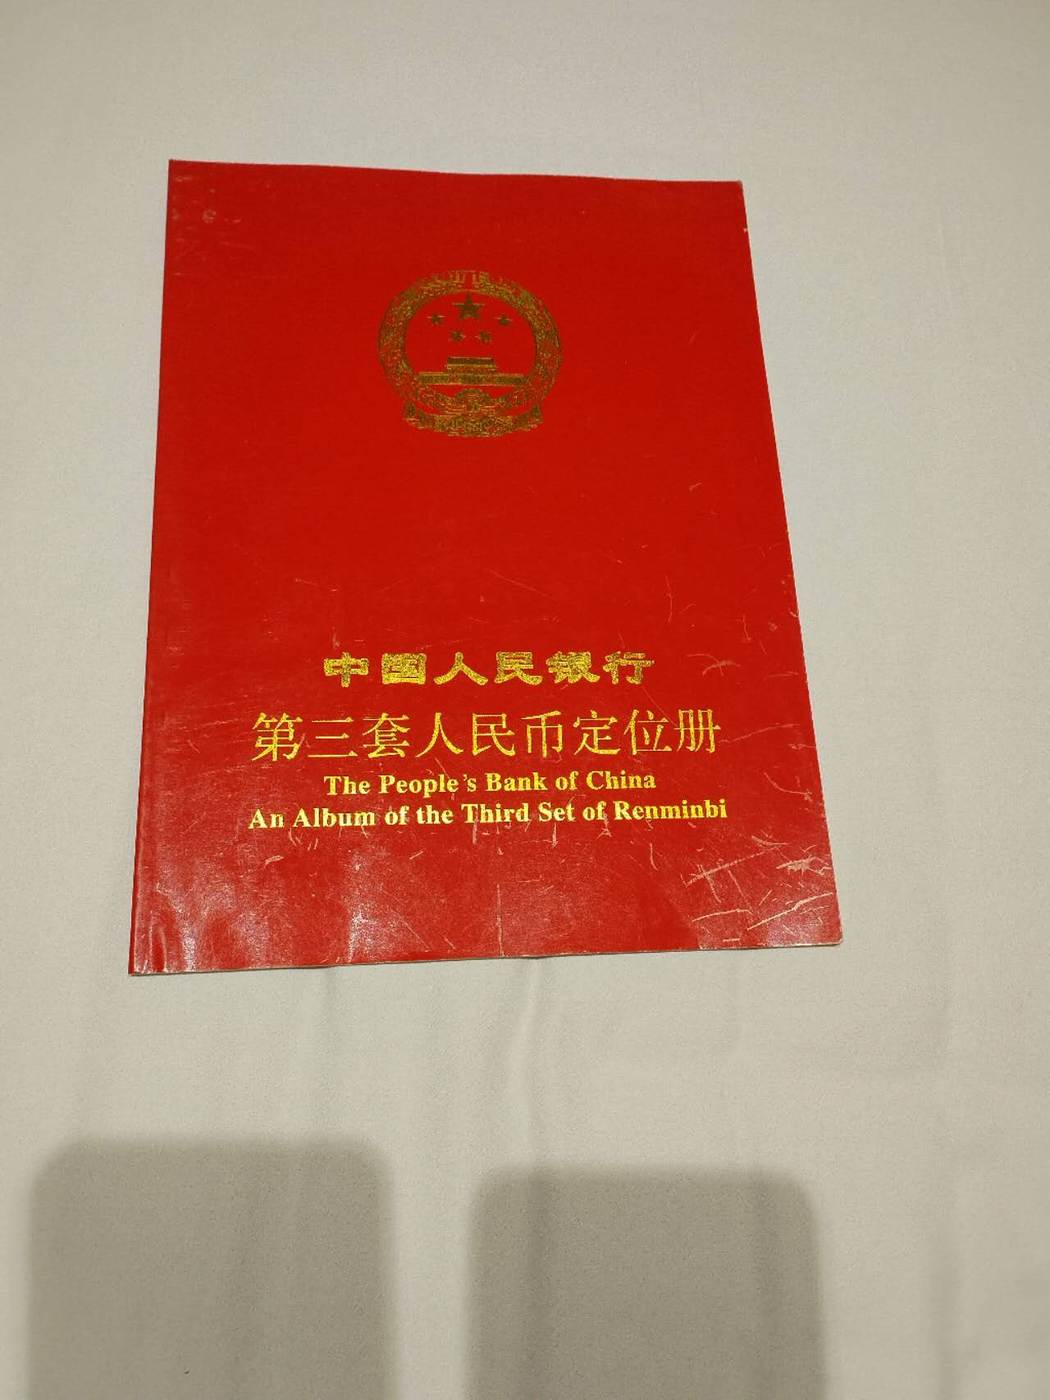 中国人民银行
第三套人民币定位册
The People's Bank of China
An Album of the Third Set of Renminbi